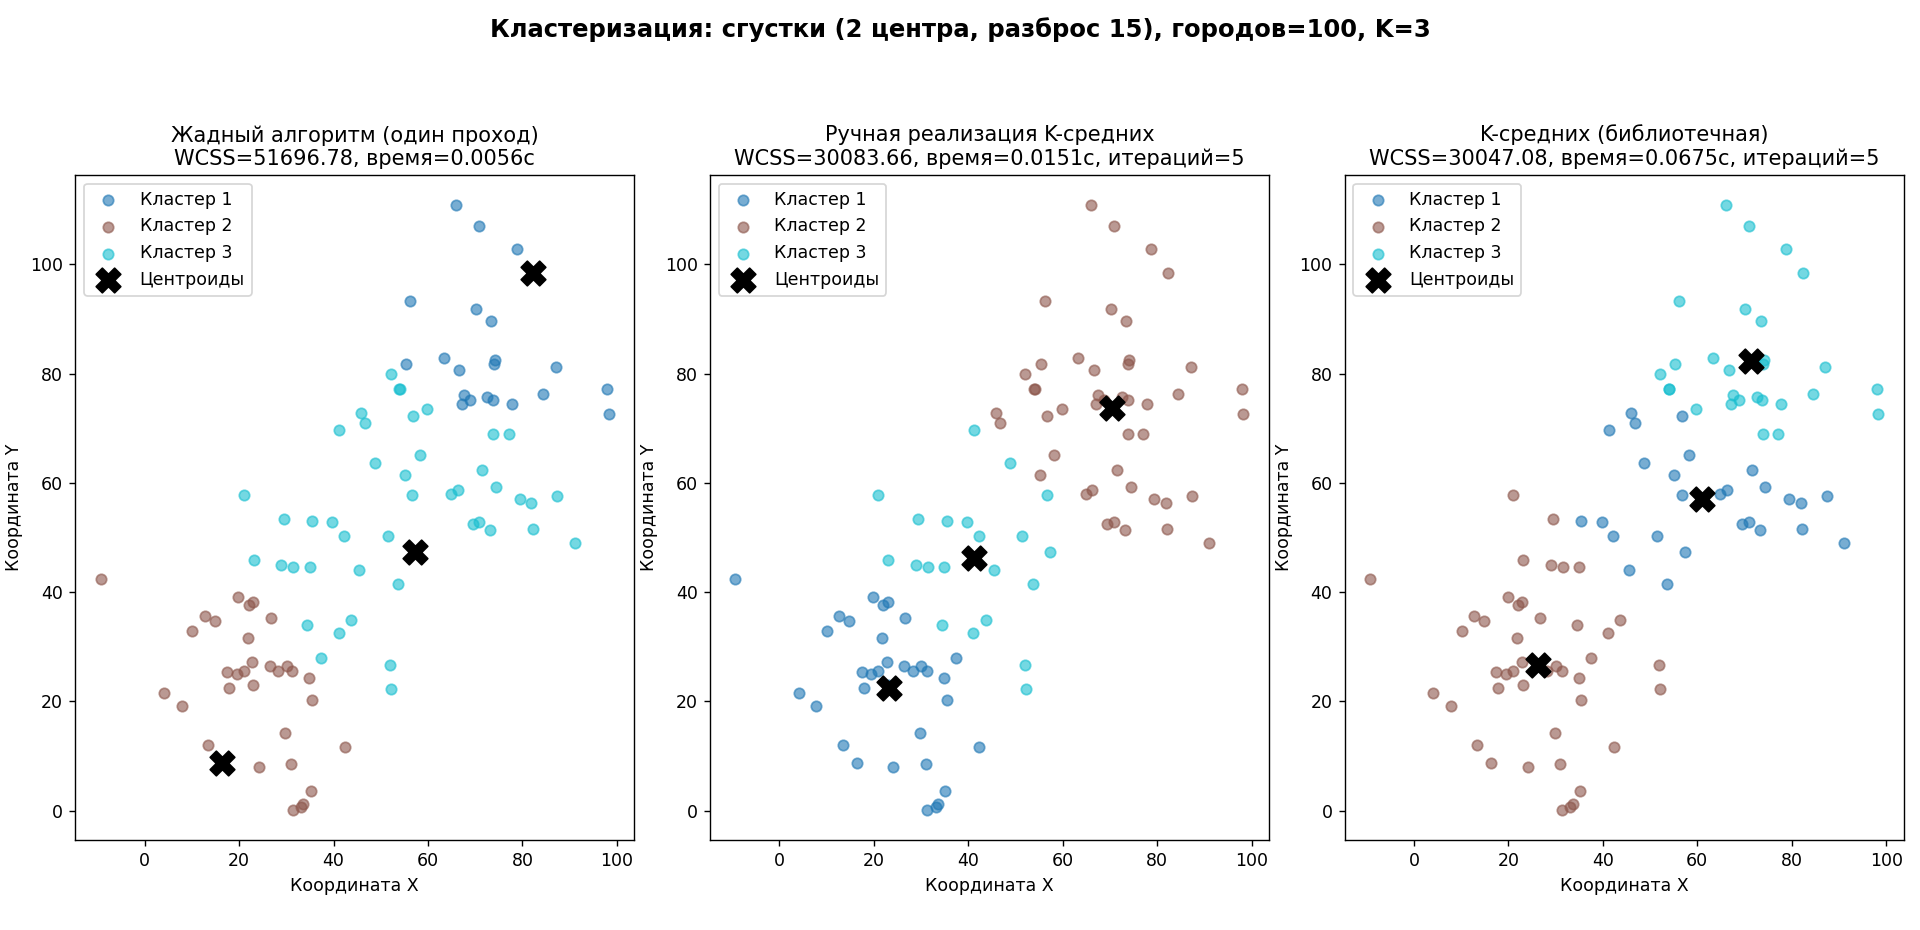 Кластеризация: сгустки (2 центра, разброс 15), городов=100, K=3
Жадный алгоритм (один проход)
WCSS=51696.78, время=0.0056с
Кластер 1
Кластер 2
Кластер 3
Центроиды
Координата Y
100
80
60
40
20
0
0
20
40
60
80
100
Координата X
Ручная реализация K-средних
WCSS=30083.66, время=0.0151с, итераций=5
Кластер 1
Кластер 2
Кластер 3
Центроиды
Координата Y
100
80
60
40
20
0
0
20
40
60
80
100
Координата X
K-средних (библиотечная)
WCSS=30047.08, время=0.0675с, итераций=5
Кластер 1
Кластер 2
Кластер 3
Центроиды
Координата Y
100
80
60
40
20
0
0
20
40
60
80
100
Координата X